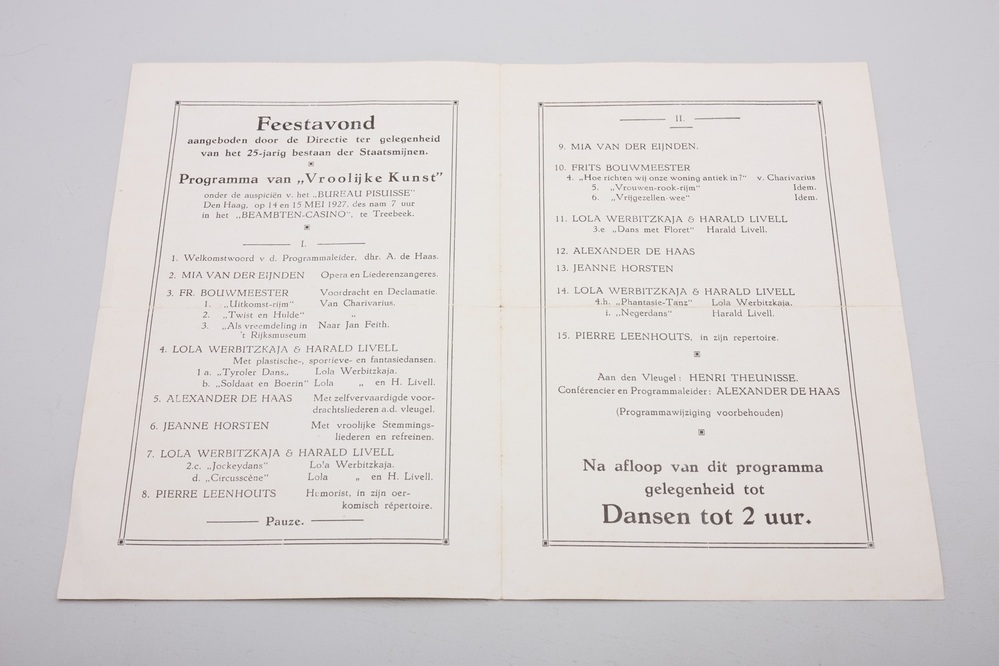 Feestavond
aangeboden door de Directie ter gelegenheid
van het 25-jarig bestaan der Staatsmijnen.
Programma van „Vroolijke Kunst"
onder de auspiciën v. het „BUREAU PISUISSE"
Den Haag, op 14 en 15 MEI 1927, des nam 7 uur
in het „BEAMBTEN-CASINO", te Treebeek.
I.
1. Welkomstwoord v d. Programmaleider, dhr. A. de Haas.
2. MIA VAN DER EIJNDEN Opera en Liederenzangeres.
3. FR. BOUWMEESTER Voordracht en Declamatie.
1. „Uitkomst-rijm" Van Charivarius.
2. „Twist en Hulde" „
3. „Als vreemdeling in Naar Jan Feith.
't Rijksmuseum
4. LOLA WERBITZKAJA & HARALD LIVELL
Met plastische-, sportieve- en fantasiedansen.
1 a. „Tyroler Dans„ Lola Werbitzkaja.
b. „Soldaat en Boerin" Lola „ en H. Livell.
5. ALEXANDER DE HAAS Met zelfvervaardigde voor-
drachtsliederen a.d. vleugel.
6. JEANNE HORSTEN Met vroolijke Stemmings-
liederen en refreinen.
7. LOLA WERBITZKAJA & HARALD LIVELL
2.c. „Jockeydans" Lola Werbitzkaja.
d. „Circusscène" Lola „ en H. Livell.
8. PIERRE LEENHOUTS Humorist, in zijn oer-
komisch répertoire.
Pauze.
II.
9. MIA VAN DER EIJNDEN.
10. FRITS BOUWMEESTER
4. „Hoe richten wij onze woning antiek in?" v. Charivarius
5. „Vrouwen-rook-rijm" Idem.
6. „Vrijgezellen-wee" Idem.
11. LOLA WERBITZKAJA & HARALD LIVELL
3.e „Dans met Floret" Harald Livell.
12. ALEXANDER DE HAAS
13. JEANNE HORSTEN
14. LOLA WERBITZKAJA & HARALD LIVELL
4.h. „Phantasie-Tanz" Lola Werbitzkaja.
i. „Negerdans" Harald Livell.
15. PIERRE LEENHOUTS, in zijn repertoire.
Aan den Vleugel: HENRI THEUNISSE.
Conférencier en Programmaleider: ALEXANDER DE HAAS
(Programmawijziging voorbehouden)
Na afloop van dit programma
gelegenheid tot
Dansen tot 2 uur.